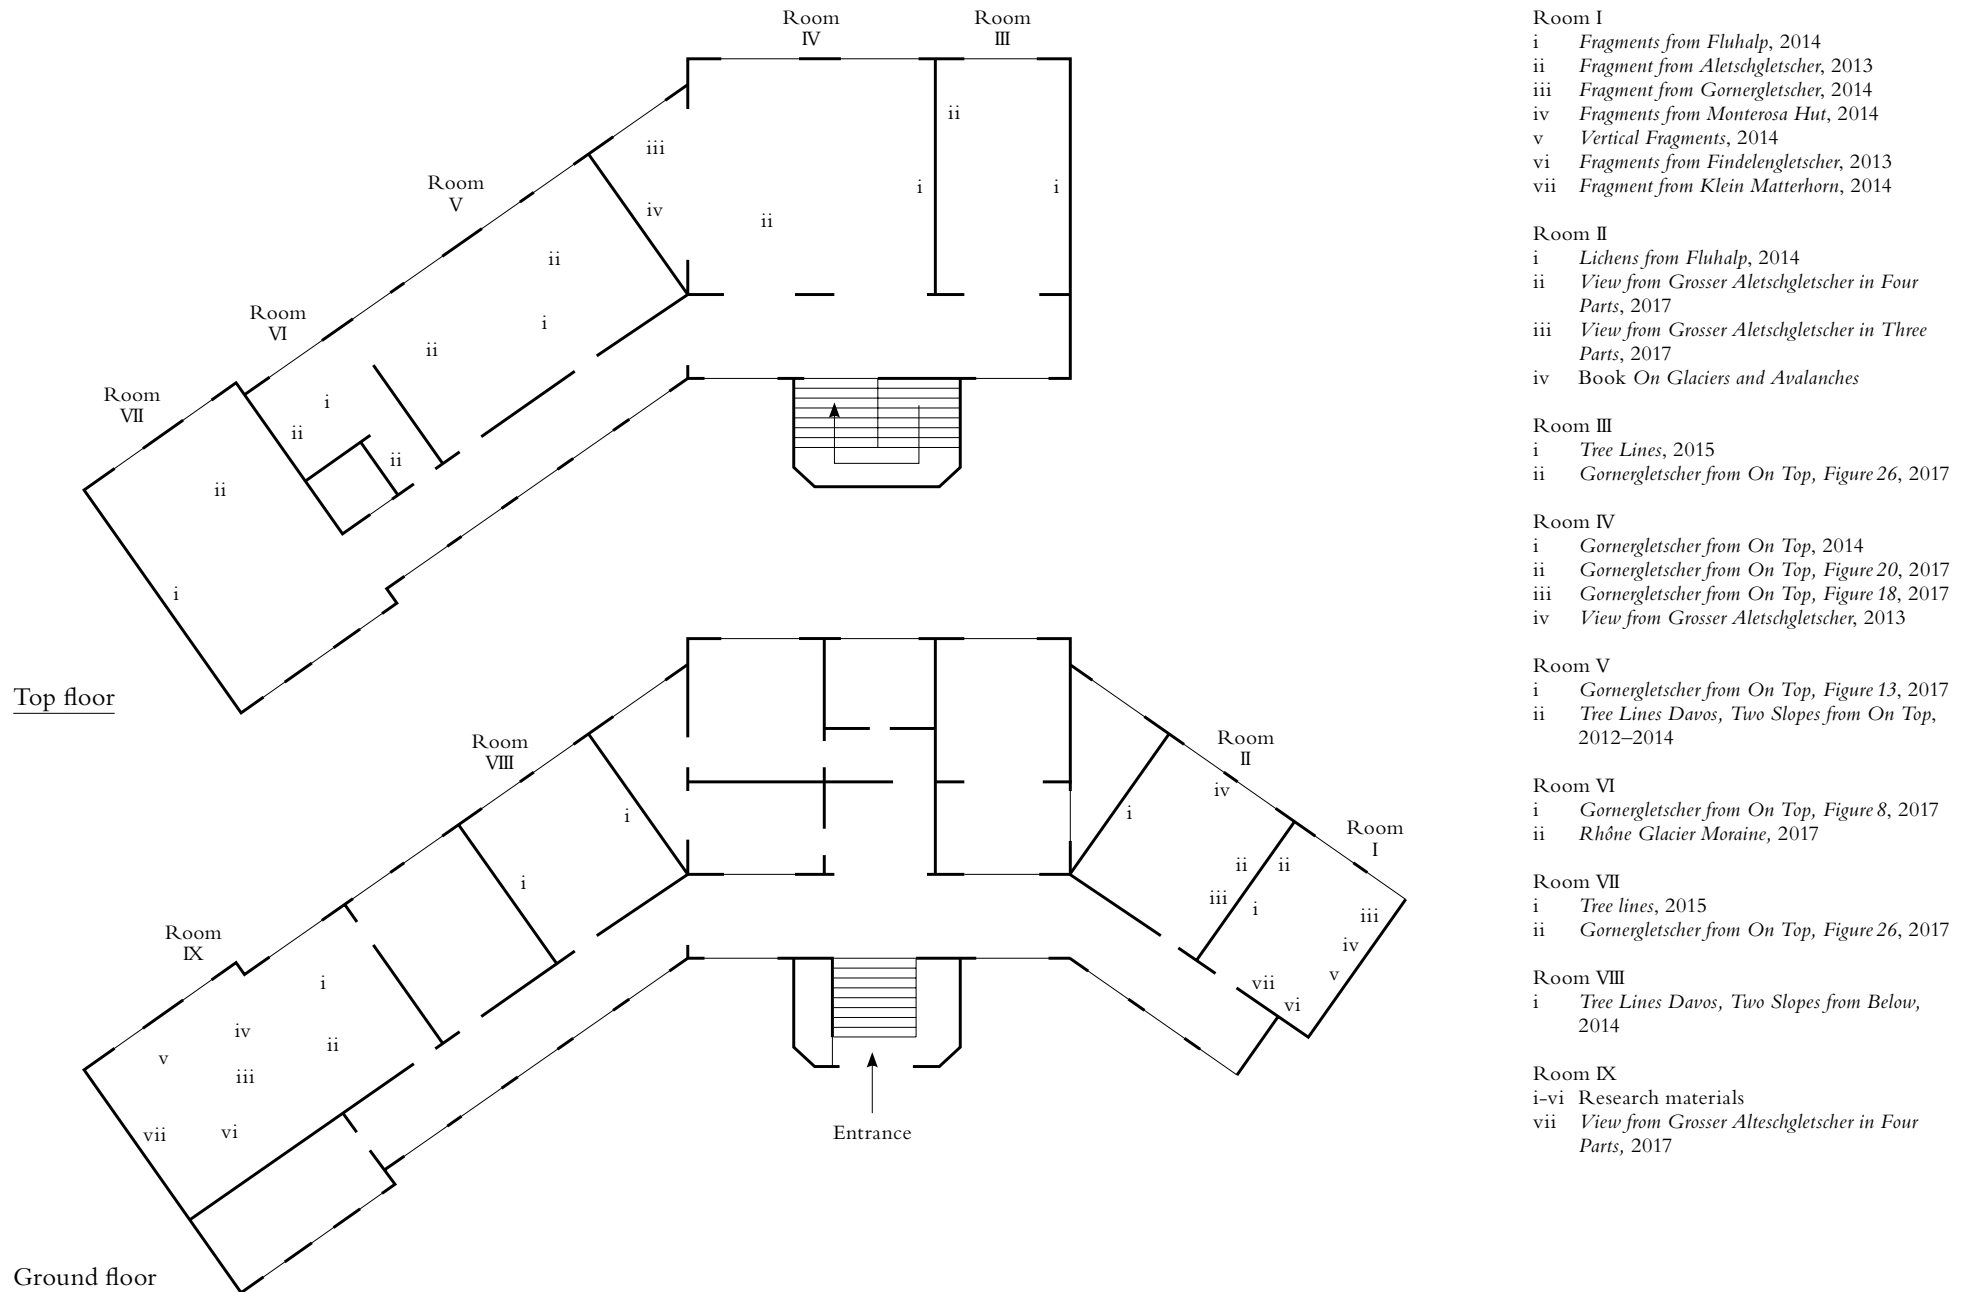 Room
IV
Room
III
ii
iii
i
i
Room
V
iv
ii
ii
Room
VI
i
ii
Room
VII
i
ii
ii
ii
i
Top floor
Room
VIII
Room
II
iv
i
i
Room
I
ii
ii
i
iii
i
iii
Room
IX
iv
v
i
vii
vi
iv
v
ii
iii
vii
vi
Entrance
Ground floor
Room I
i Fragments from Fluhalp, 2014
ii Fragment from Aletschgletscher, 2013
iii Fragment from Gornergletscher, 2014
iv Fragments from Monterosa Hut, 2014
v Vertical Fragments, 2014
vi Fragments from Findelengletscher, 2013
vii Fragment from Klein Matterhorn, 2014
Room II
i Lichens from Fluhalp, 2014
ii View from Grosser Aletschgletscher in Four
Parts, 2017
iii View from Grosser Aletschgletscher in Three
Parts, 2017
iv Book On Glaciers and Avalanches
Room III
i Tree Lines, 2015
ii Gornergletscher from On Top, Figure 26, 2017
Room IV
i Gornergletscher from On Top, 2014
ii Gornergletscher from On Top, Figure 20, 2017
iii Gornergletscher from On Top, Figure 18, 2017
iv View from Grosser Aletschgletscher, 2013
Room V
i Gornergletscher from On Top, Figure 13, 2017
ii Tree Lines Davos, Two Slopes from On Top,
2012–2014
Room VI
i Gornergletscher from On Top, Figure 8, 2017
ii Rhône Glacier Moraine, 2017
Room VII
i Tree lines, 2015
ii Gornergletscher from On Top, Figure 26, 2017
Room VIII
i Tree Lines Davos, Two Slopes from Below,
2014
Room IX
i-vi Research materials
vii View from Grosser Alteschgletscher in Four
Parts, 2017